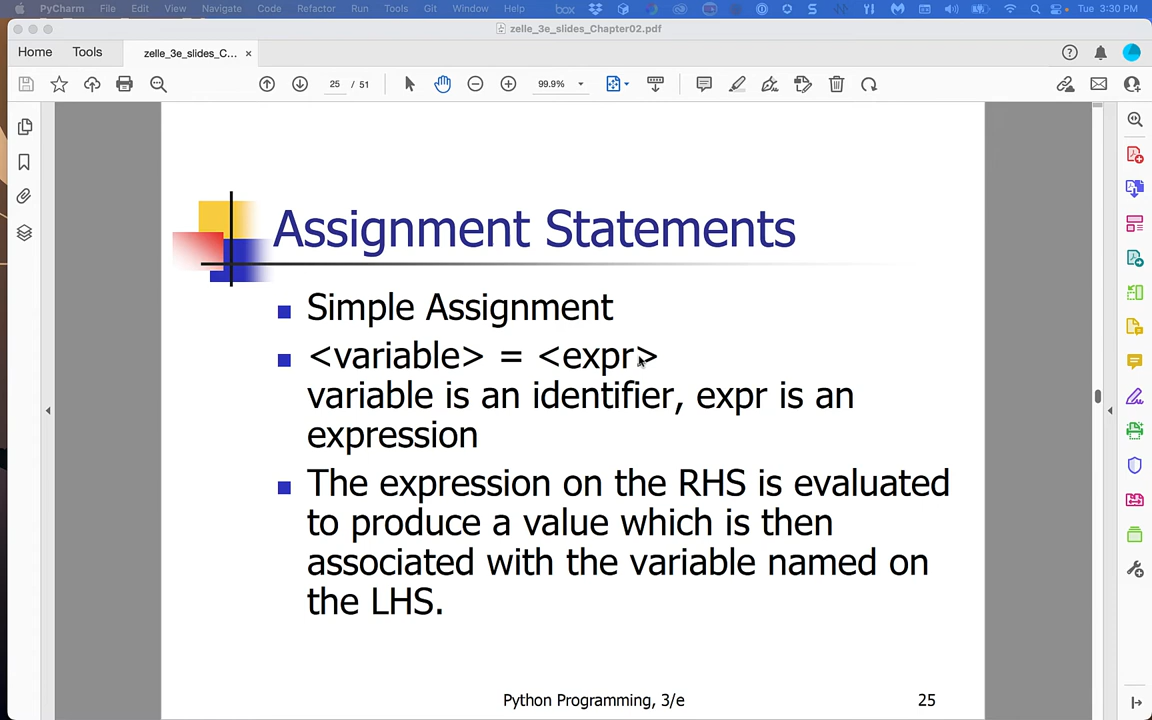 PyCharm File Edit View Navigate Code Refactor Run Tools Git Window Help box Tue 3:30 PM
zelle_3e_slides_Chapter02.pdf
Home Tools zelle_3e_slides_C... ×
25 / 51 99.9%
Assignment Statements
Simple Assignment
<variable> = <expr>
variable is an identifier, expr is an
expression
The expression on the RHS is evaluated
to produce a value which is then
associated with the variable named on
the LHS.
Python Programming, 3/e 25